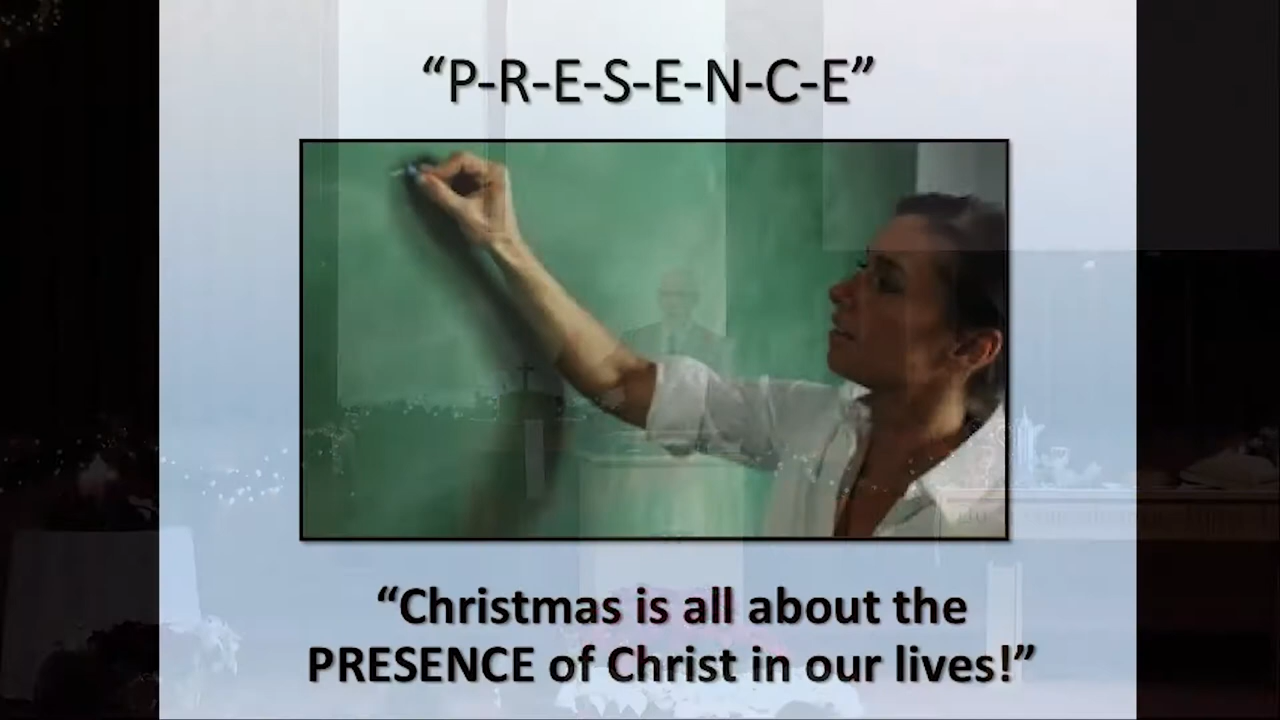 “P-R-E-S-E-N-C-E”
“Christmas is all about the
PRESENCE of Christ in our lives!”